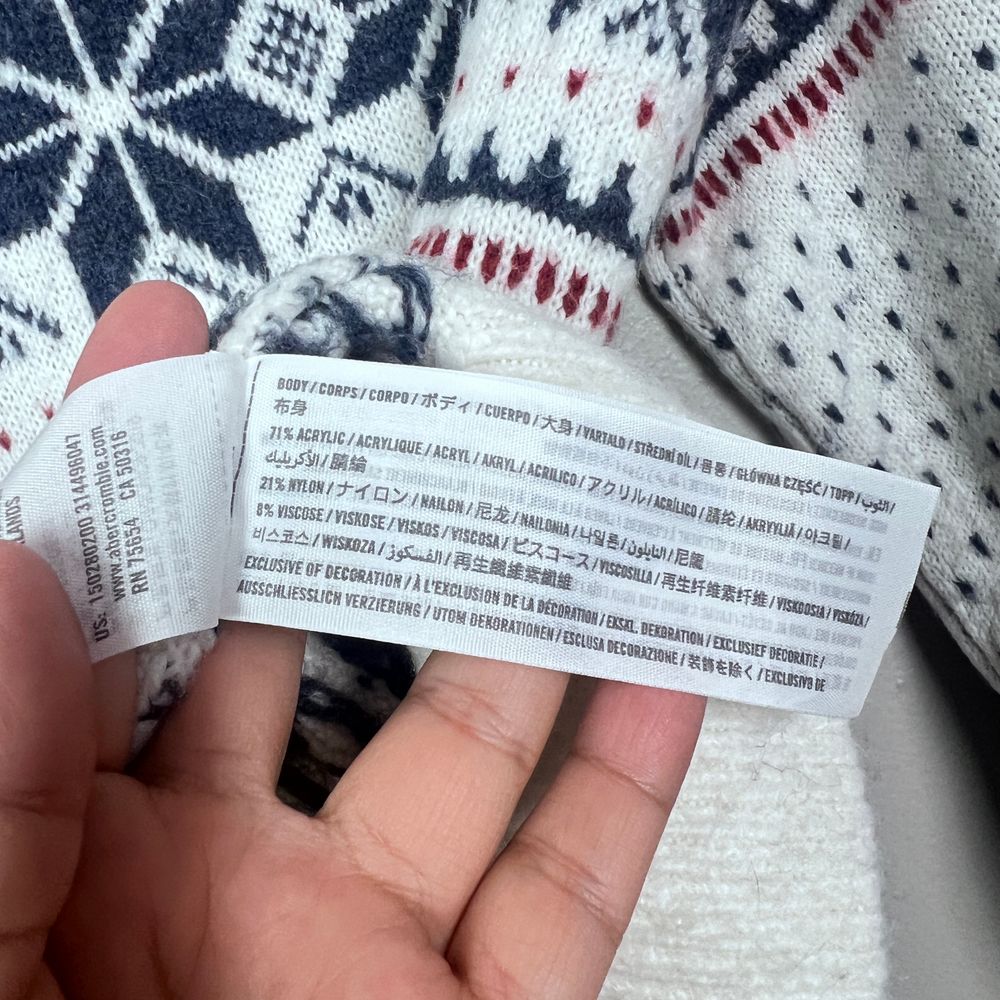 BODY / CORPS / CORPO / ボディ / CUERPO / 大身 / VARTALO / STŘEDNÍ DÍL / 몸통 / GŁÓWNA CZĘŚĆ / TOPP / الثوب /
布身
71% ACRYLIC / ACRYLIQUE / ACRYL / AKRYL / ACRILICO / アクリル / ACRÍLICO / 腈纶 / AKRYYLIÄ / 아크릴 /
الأكريليك / 腈綸
21% NYLON / ナイロン / NAILON / 尼龙 / NAILONIA / 나일론 / النايلون / 尼龍
8% VISCOSE / VISKOSE / VISKOS / VISCOSA / ビスコース / VISCOSILLA / 再生纤维素纤维 / VISKOOSIA / VISKÓZA /
비스코스 / WISKOZA / الفسكوز / 再生纖維素纖維
EXCLUSIVE OF DECORATION / À L'EXCLUSION DE LA DÉCORATION / EKSKL. DEKORATION / EXCLUSIEF DECORATIE /
AUSSCHLIESSLICH VERZIERUNG / UTOM DEKORATIONEN / ESCLUSA DECORAZIONE / 装飾を除く / EXCLUSIVO DE
US: 150280200 314496047
www.abercrombie.com
RN 75654 CA 50316